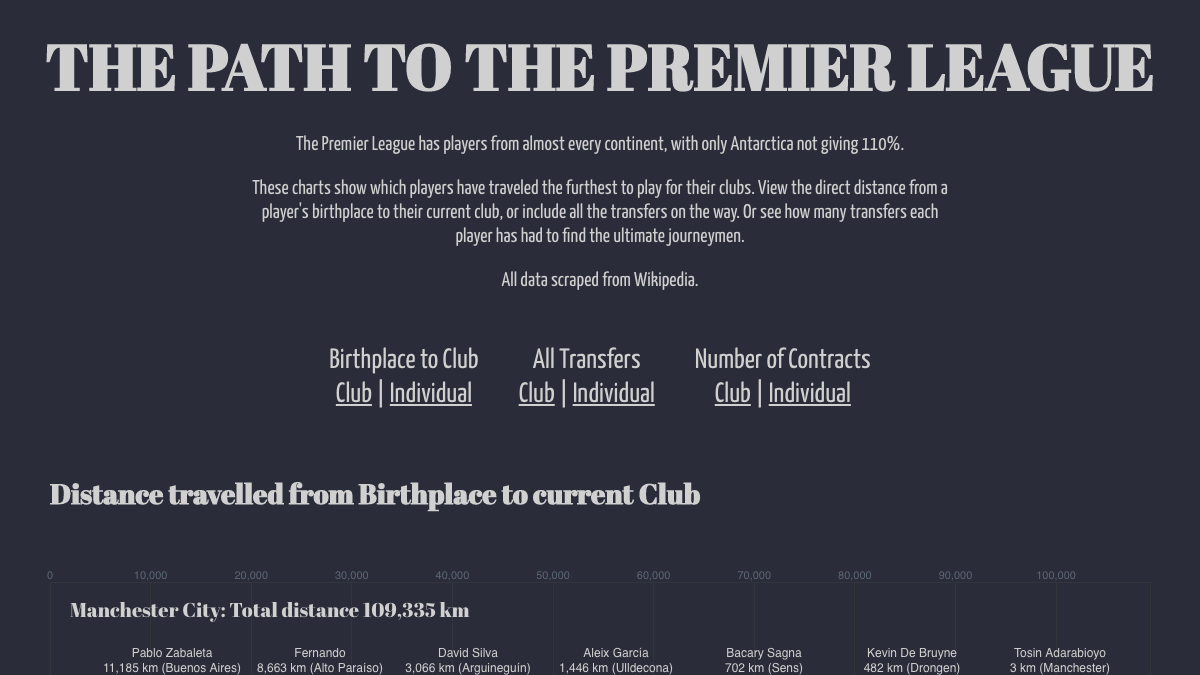 THE PATH TO THE PREMIER LEAGUE
The Premier League has players from almost every continent, with only Antarctica not giving 110%.
These charts show which players have traveled the furthest to play for their clubs. View the direct distance from a
player's birthplace to their current club, or include all the transfers on the way. Or see how many transfers each
player has had to find the ultimate journeymen.
All data scraped from Wikipedia.
Birthplace to Club All Transfers Number of Contracts
Club | Individual Club | Individual Club | Individual
Distance travelled from Birthplace to current Club
0 10,000 20,000 30,000 40,000 50,000 60,000 70,000 80,000 90,000 100,000
Manchester City: Total distance 109,335 km
Pablo Zabaleta Fernando David Silva Aleix García Bacary Sagna Kevin De Bruyne Tosin Adarabioyo
11,185 km (Buenos Aires) 8,663 km (Alto Paraíso) 3,066 km (Arguineguín) 1,446 km (Ulldecona) 702 km (Sens) 482 km (Drongen) 3 km (Manchester)